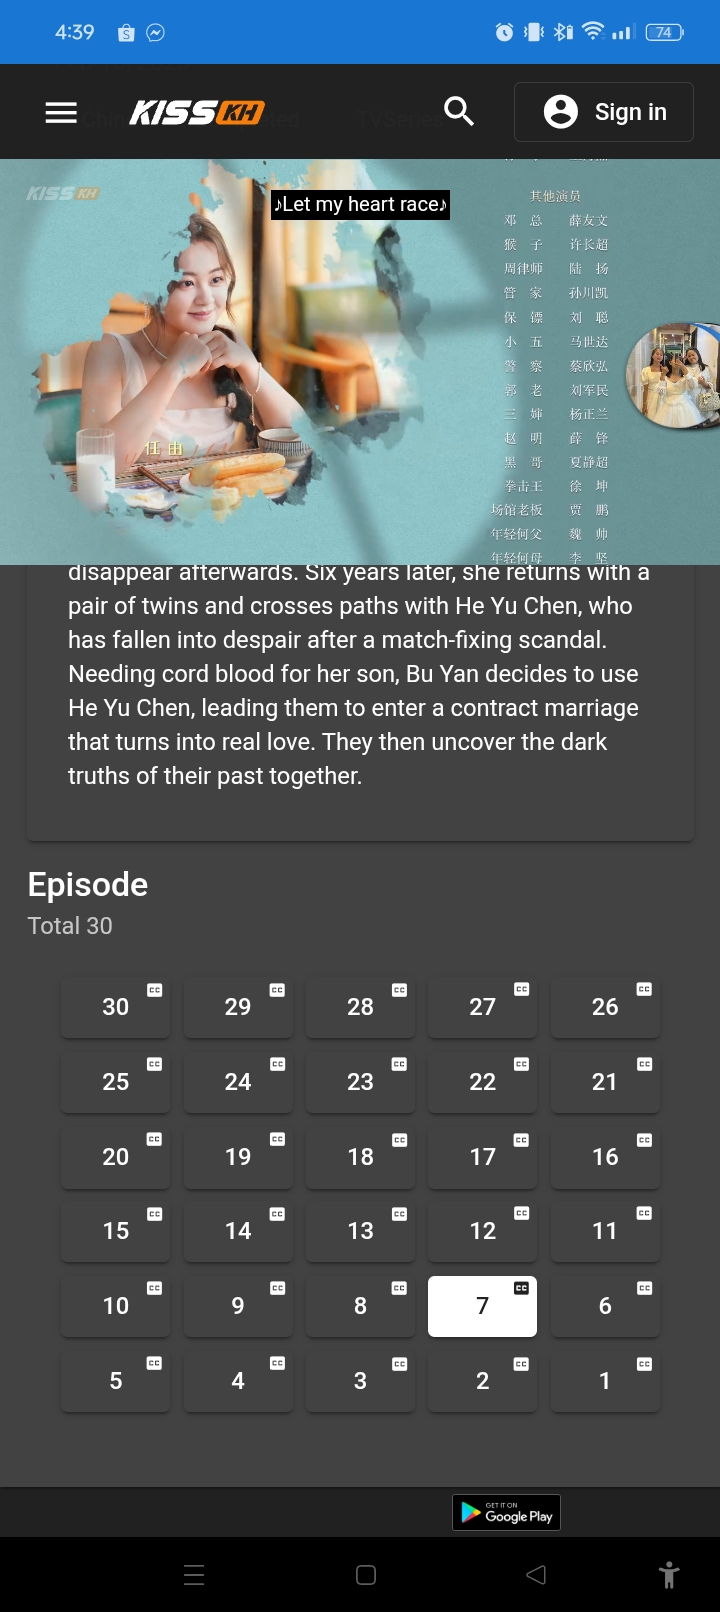 4:39
74
KISSKH
Sign in
KISSKH
♪Let my heart race♪
其他演员
邓 总 薛友文
猴 子 许长超
周律师 陆 扬
管 家 孙川凯
保 镖 刘 聪
小 五 马世达
警 察 蔡欣弘
郭 老 刘军民
三 婶 杨正兰
赵 明 薛 锋
黑 哥 夏静超
拳击王 徐 坤
场馆老板 贾 鹏
年轻何父 魏 帅
年轻何母 李 坚
任 由
disappear afterwards. Six years later, she returns with a
pair of twins and crosses paths with He Yu Chen, who
has fallen into despair after a match-fixing scandal.
Needing cord blood for her son, Bu Yan decides to use
He Yu Chen, leading them to enter a contract marriage
that turns into real love. They then uncover the dark
truths of their past together.
Episode
Total 30
30 CC 29 CC 28 CC 27 CC 26 CC
25 CC 24 CC 23 CC 22 CC 21 CC
20 CC 19 CC 18 CC 17 CC 16 CC
15 CC 14 CC 13 CC 12 CC 11 CC
10 CC 9 CC 8 CC 7 CC 6 CC
5 CC 4 CC 3 CC 2 CC 1 CC
GET IT ON
Google Play